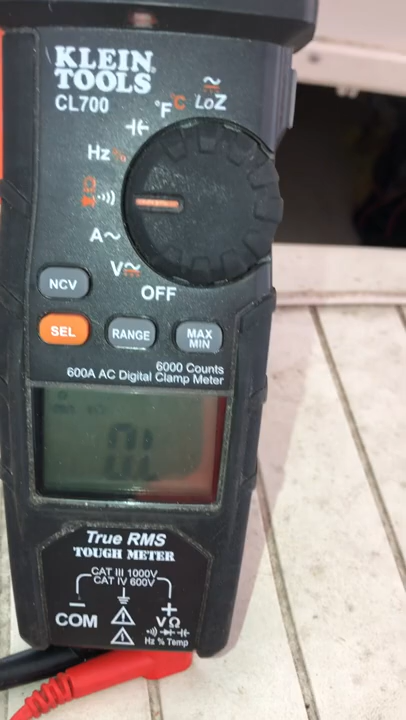 KLEIN
TOOLS®
CL700
°F°C
LoZ
Hz%
Ω
A~
V
OFF
NCV
SEL
RANGE
MAX
MIN
6000 Counts
600A AC Digital Clamp Meter
True RMS
TOUGH METER
CAT III 1000V
CAT IV 600V
− +
COM
VΩ
Hz % Temp